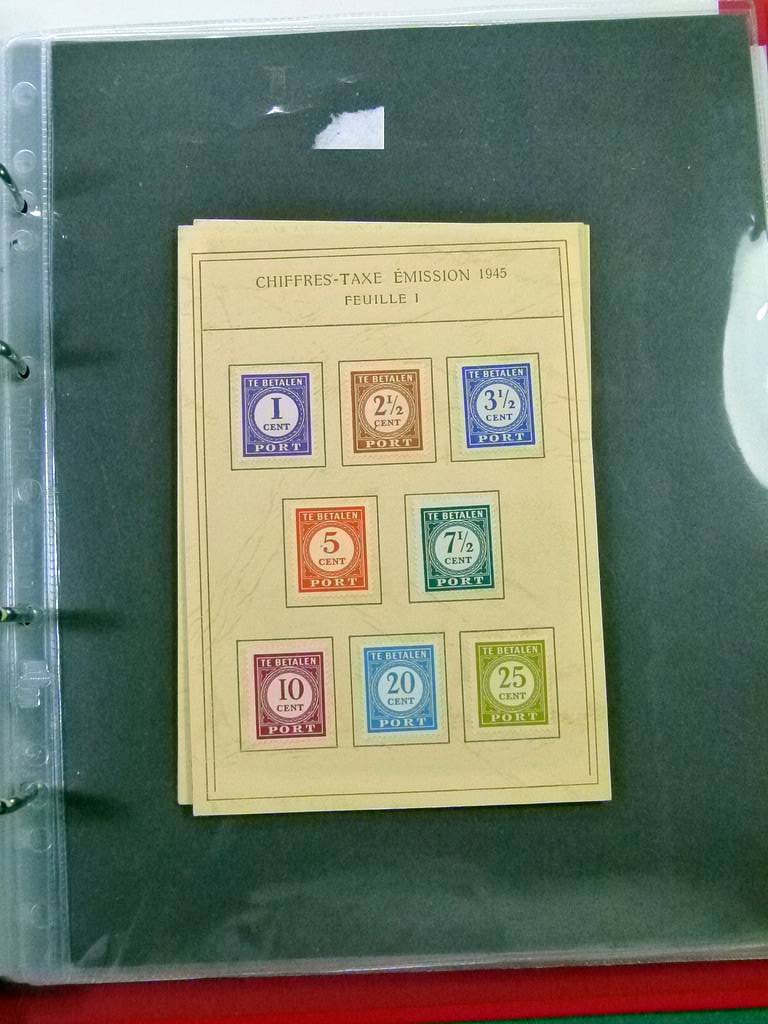 CHIFFRES-TAXE ÉMISSION 1945
FEUILLE I
TE BETALEN
1
CENT
PORT
TE BETALEN
2½
CENT
PORT
TE BETALEN
3½
CENT
PORT
TE BETALEN
5
CENT
PORT
TE BETALEN
7½
CENT
PORT
TE BETALEN
10
CENT
PORT
TE BETALEN
20
CENT
PORT
TE BETALEN
25
CENT
PORT